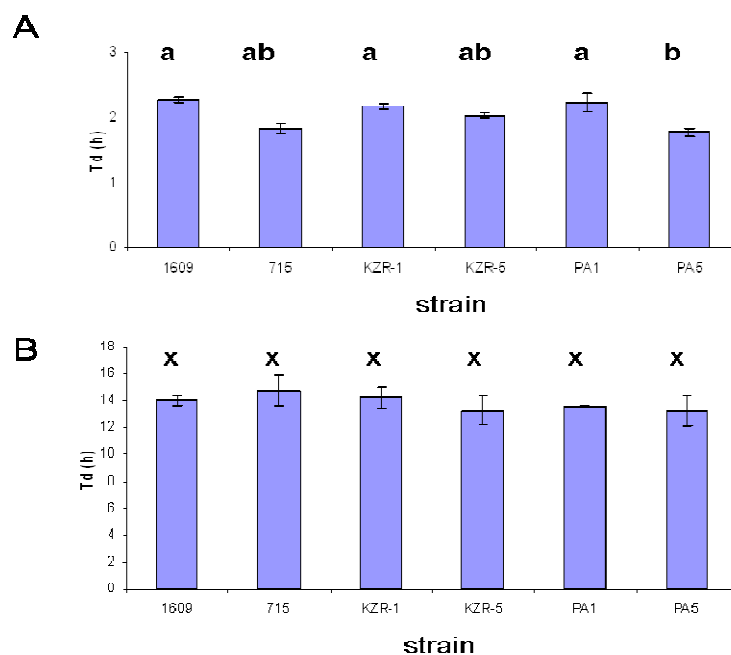 A
a ab a ab a b
3
2
1
0
Td (h)
1609 715 KZR-1 KZR-5 PA1 PA5
strain
B
x x x x x x
18
16
14
12
10
8
6
4
2
0
Td (h)
1609 715 KZR-1 KZR-5 PA1 PA5
strain